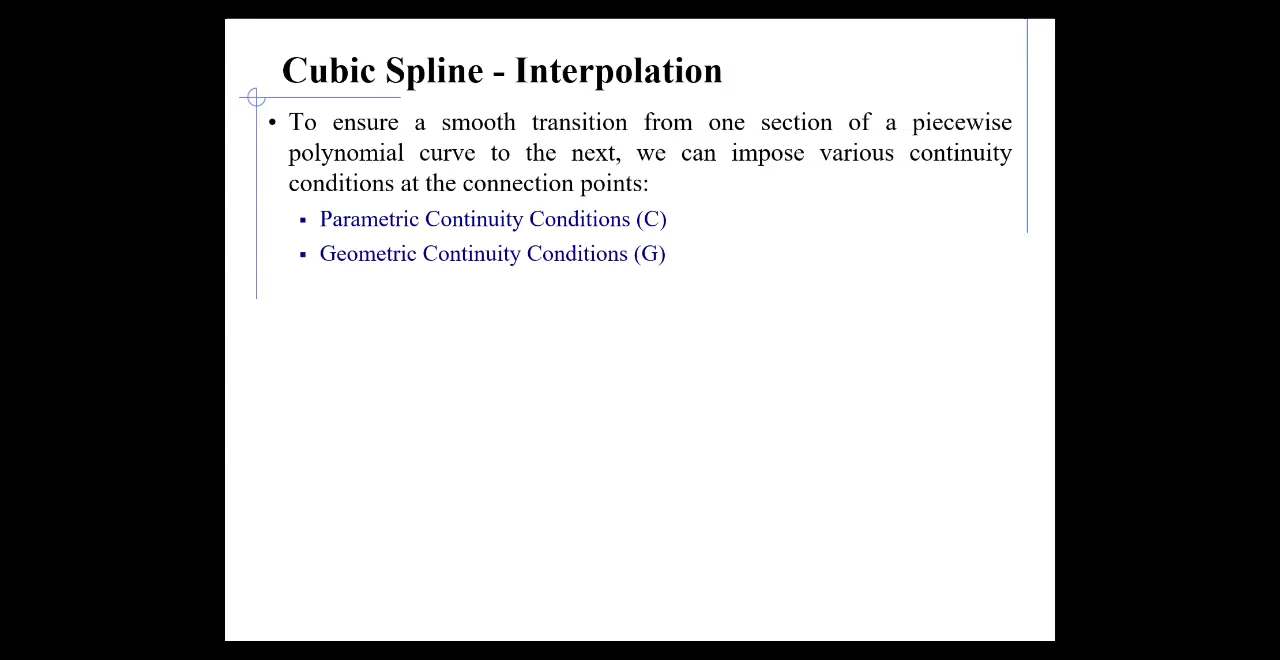 Cubic Spline - Interpolation
• To ensure a smooth transition from one section of a piecewise
polynomial curve to the next, we can impose various continuity
conditions at the connection points:
▪ Parametric Continuity Conditions (C)
▪ Geometric Continuity Conditions (G)